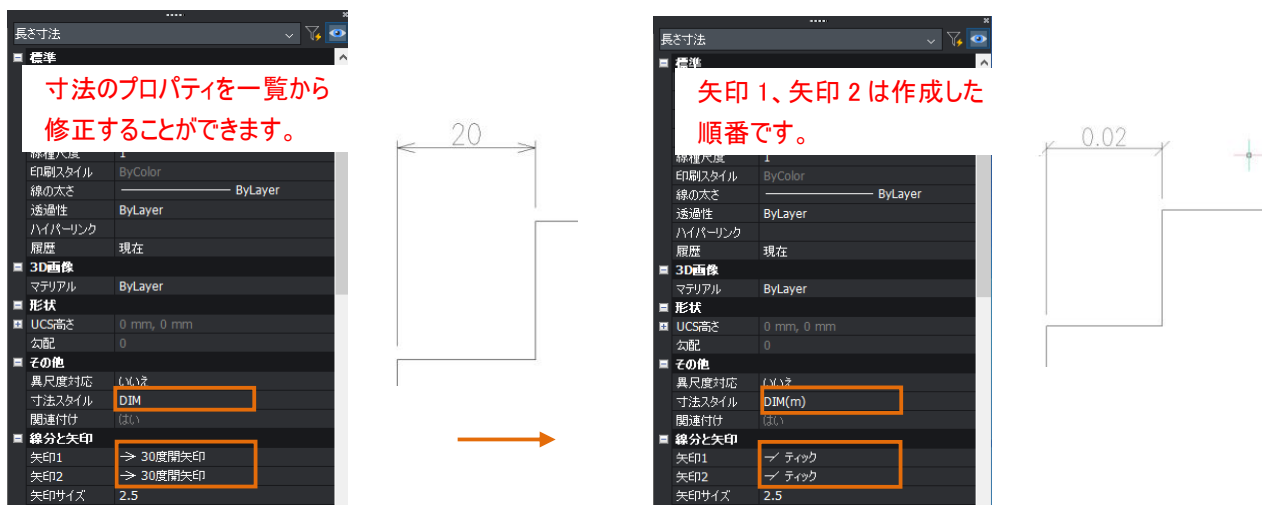 長さ寸法
標準
寸法のプロパティを一覧から
修正することができます。
線種尺度 1
印刷スタイル ByColor
線の太さ ByLayer
透過性 ByLayer
ハイパーリンク
履歴 現在
3D画像
マテリアル ByLayer
形状
UCS高さ 0 mm, 0 mm
勾配 0
その他
異尺度対応 いいえ
寸法スタイル DIM
関連付け はい
線分と矢印
矢印1 30度開矢印
矢印2 30度開矢印
矢印サイズ 2.5
20
長さ寸法
標準
矢印 1、矢印 2 は作成した
順番です。
線種尺度 1
印刷スタイル ByColor
線の太さ ByLayer
透過性 ByLayer
ハイパーリンク
履歴 現在
3D画像
マテリアル ByLayer
形状
UCS高さ 0 mm, 0 mm
勾配 0
その他
異尺度対応 いいえ
寸法スタイル DIM(m)
関連付け はい
線分と矢印
矢印1 ティック
矢印2 ティック
矢印サイズ 2.5
0.02